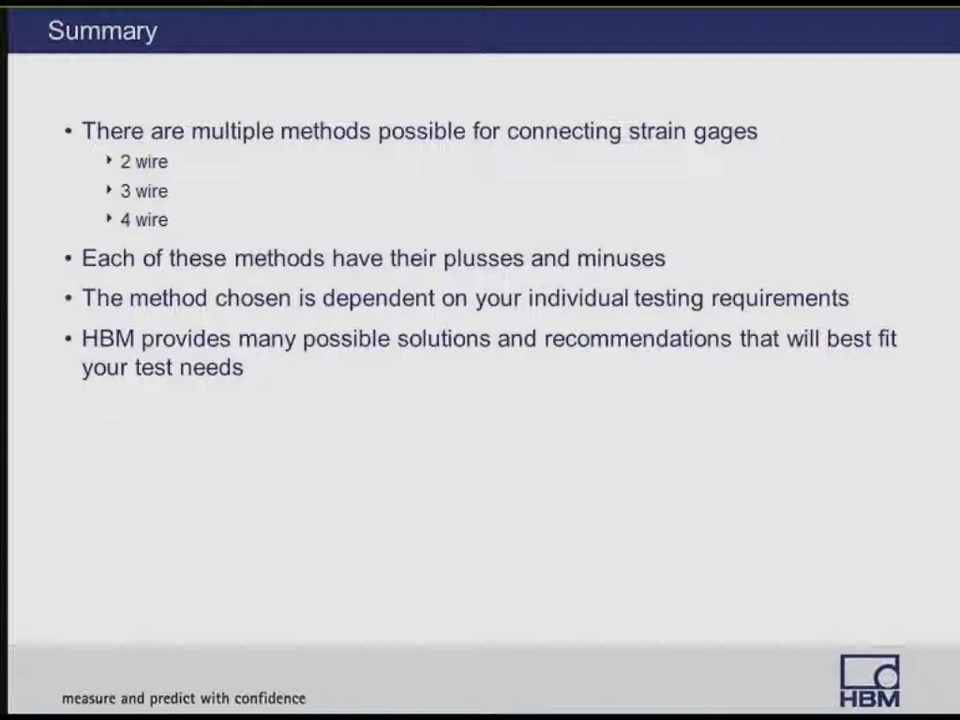 Summary
• There are multiple methods possible for connecting strain gages
2 wire
3 wire
4 wire
• Each of these methods have their plusses and minuses
• The method chosen is dependent on your individual testing requirements
• HBM provides many possible solutions and recommendations that will best fit
your test needs
measure and predict with confidence
HBM